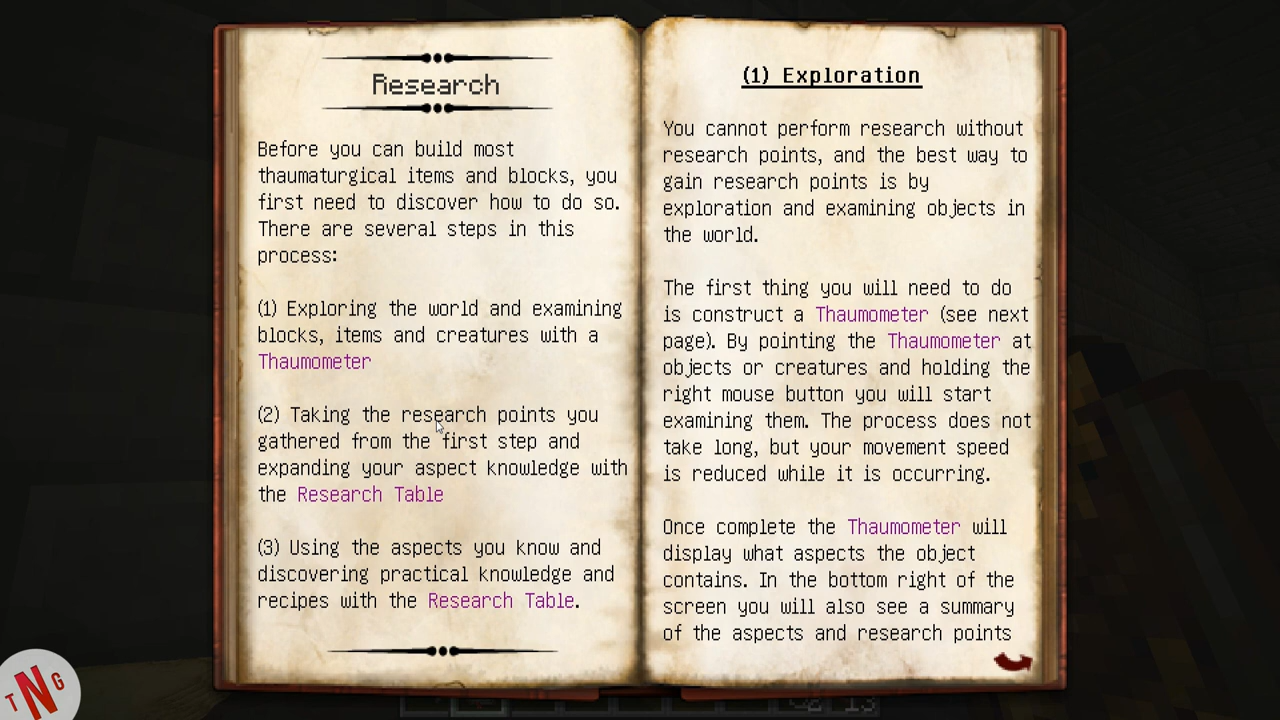 Research
Before you can build most
thaumaturgical items and blocks, you
first need to discover how to do so.
There are several steps in this
process:
(1) Exploring the world and examining
blocks, items and creatures with a
Thaumometer
(2) Taking the research points you
gathered from the first step and
expanding your aspect knowledge with
the Research Table
(3) Using the aspects you know and
discovering practical knowledge and
recipes with the Research Table.
(1) Exploration
You cannot perform research without
research points, and the best way to
gain research points is by
exploration and examining objects in
the world.
The first thing you will need to do
is construct a Thaumometer (see next
page). By pointing the Thaumometer at
objects or creatures and holding the
right mouse button you will start
examining them. The process does not
take long, but your movement speed
is reduced while it is occurring.
Once complete the Thaumometer will
display what aspects the object
contains. In the bottom right of the
screen you will also see a summary
of the aspects and research points
TNG